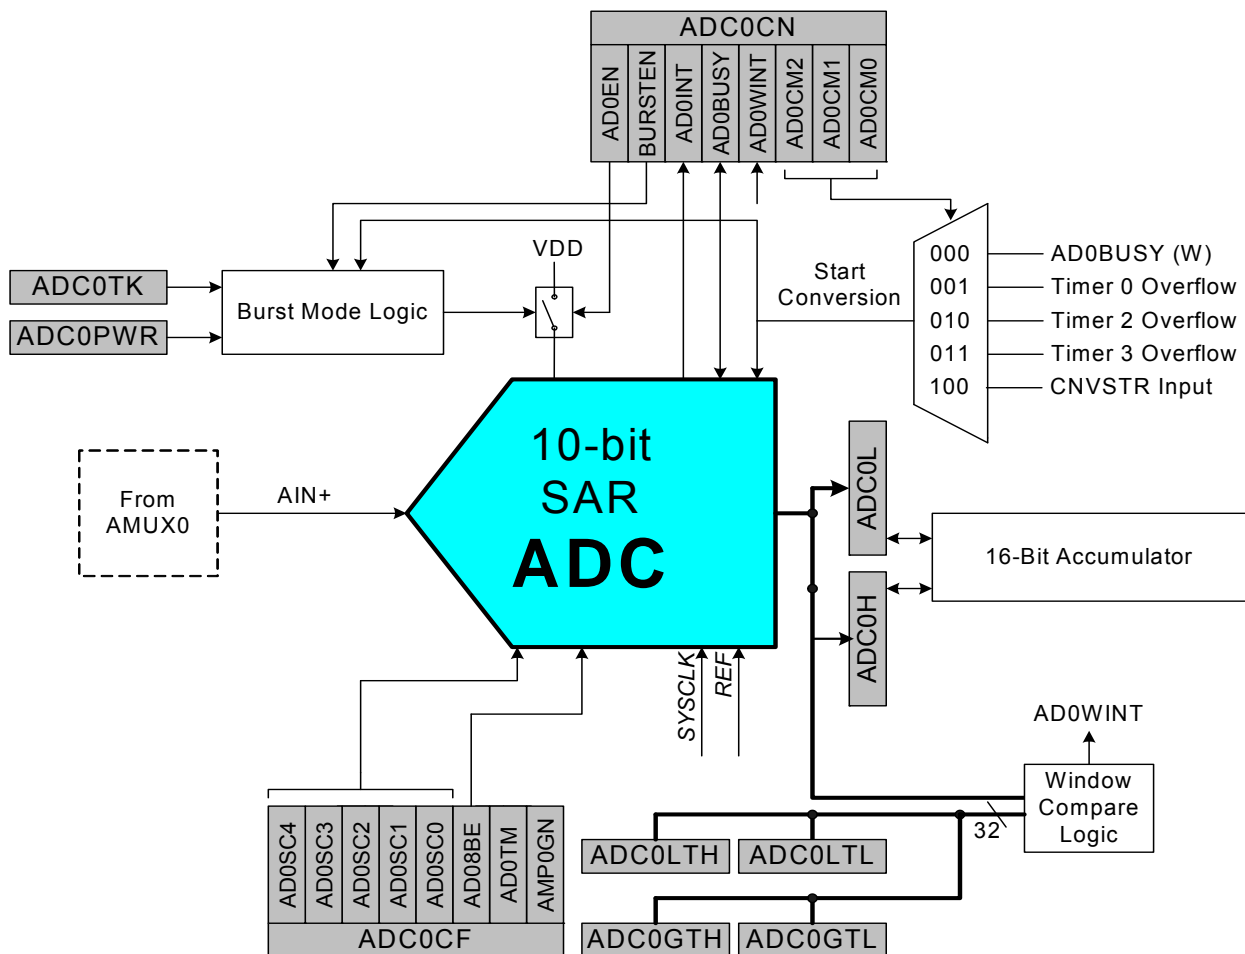 ADC0CN
AD0EN
BURSTEN
AD0INT
AD0BUSY
AD0WINT
AD0CM2
AD0CM1
AD0CM0
VDD
ADC0TK
ADC0PWR
Burst Mode Logic
Start
Conversion
000
001
010
011
100
AD0BUSY (W)
Timer 0 Overflow
Timer 2 Overflow
Timer 3 Overflow
CNVSTR Input
From
AMUX0
AIN+
10-bit
SAR
ADC
ADC0L
ADC0H
16-Bit Accumulator
SYSCLK
REF
AD0WINT
Window
Compare
Logic
32
AD0SC4
AD0SC3
AD0SC2
AD0SC1
AD0SC0
AD08BE
AD0TM
AMP0GN
ADC0CF
ADC0LTH
ADC0LTL
ADC0GTH
ADC0GTL